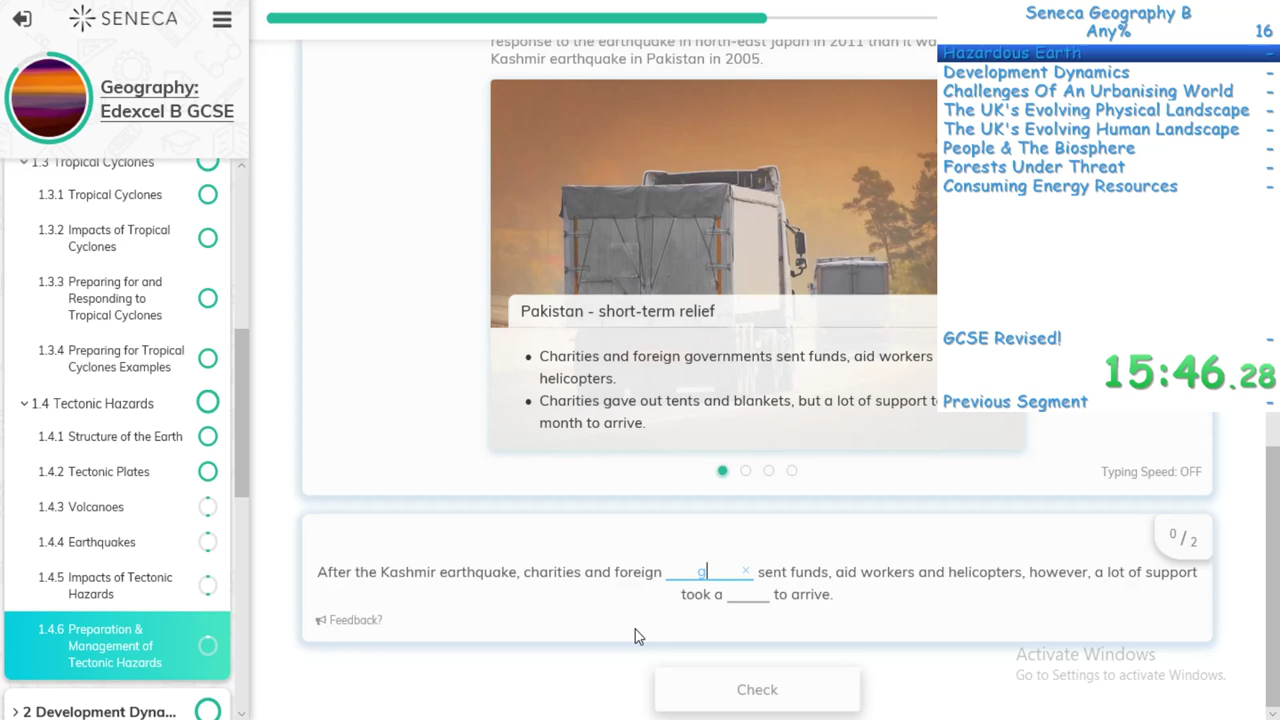 SENECA
Geography:
Edexcel B GCSE
1.3 Tropical Cyclones
1.3.1 Tropical Cyclones
1.3.2 Impacts of Tropical
Cyclones
1.3.3 Preparing for and
Responding to
Tropical Cyclones
1.3.4 Preparing for Tropical
Cyclones Examples
1.4 Tectonic Hazards
1.4.1 Structure of the Earth
1.4.2 Tectonic Plates
1.4.3 Volcanoes
1.4.4 Earthquakes
1.4.5 Impacts of Tectonic
Hazards
1.4.6 Preparation &
Management of
Tectonic Hazards
2 Development Dyna...
response to the earthquake in north-east Japan in 2011 than it wa
Kashmir earthquake in Pakistan in 2005.
Pakistan - short-term relief
• Charities and foreign governments sent funds, aid workers
helicopters.
• Charities gave out tents and blankets, but a lot of support t
month to arrive.
Typing Speed: OFF
0 / 2
After the Kashmir earthquake, charities and foreign g × sent funds, aid workers and helicopters, however, a lot of support
took a ______ to arrive.
Feedback?
Check
Activate Windows
Go to Settings to activate Windows.
Seneca Geography B
Any% 16
Hazardous Earth -
Development Dynamics -
Challenges Of An Urbanising World -
The UK's Evolving Physical Landscape -
The UK's Evolving Human Landscape -
People & The Biosphere -
Forests Under Threat -
Consuming Energy Resources -
GCSE Revised! -
15:46.28
Previous Segment -